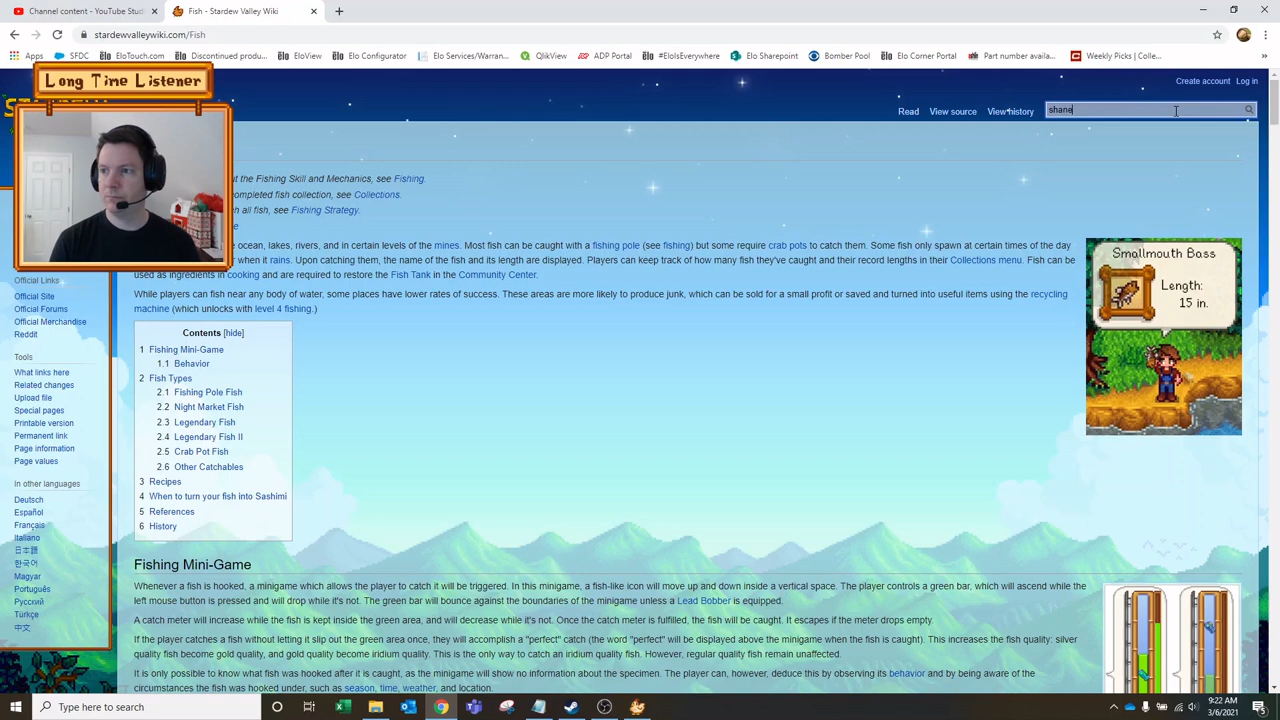 Channel content - YouTube
Fish - Stardew Valley Wiki
stardewvalleywiki.com/Fish
Apps SFDC EloTouch.com Discontinued produc... EloView Elo Configurator Elo Services/Warran... QlikView ADP Portal #EloIsEverywhere Elo Sharepoint Bomber Pool Elo Corner Portal Part number availa... Weekly Picks | Colle...
Long Time Listener
Create account Log in
Read View source View history shane
ut the Fishing Skill and Mechanics, see Fishing.
completed fish collection, see Collections.
h all fish, see Fishing Strategy.
e ocean, lakes, rivers, and in certain levels of the mines. Most fish can be caught with a fishing pole (see fishing) but some require crab pots to catch them. Some fish only spawn at certain times of the day
when it rains. Upon catching them, the name of the fish and its length are displayed. Players can keep track of how many fish they've caught and their record lengths in their Collections menu. Fish can be
used as ingredients in cooking and are required to restore the Fish Tank in the Community Center.
While players can fish near any body of water, some places have lower rates of success. These areas are more likely to produce junk, which can be sold for a small profit or saved and turned into useful items using the recycling
machine (which unlocks with level 4 fishing.)
Smallmouth Bass
Length:
15 in.
Official Links
Official Site
Official Forums
Official Merchandise
Reddit
Tools
What links here
Related changes
Upload file
Special pages
Printable version
Permanent link
Page information
Page values
In other languages
Deutsch
Español
Français
Italiano
日本語
한국어
Magyar
Português
Русский
Türkçe
中文
Contents [hide]
1 Fishing Mini-Game
1.1 Behavior
2 Fish Types
2.1 Fishing Pole Fish
2.2 Night Market Fish
2.3 Legendary Fish
2.4 Legendary Fish II
2.5 Crab Pot Fish
2.6 Other Catchables
3 Recipes
4 When to turn your fish into Sashimi
5 References
6 History
Fishing Mini-Game
Whenever a fish is hooked, a minigame which allows the player to catch it will be triggered. In this minigame, a fish-like icon will move up and down inside a vertical space. The player controls a green bar, which will ascend while the
left mouse button is pressed and will drop while it's not. The green bar will bounce against the boundaries of the minigame unless a Lead Bobber is equipped.
A catch meter will increase while the fish is kept inside the green area, and will decrease while it's not. Once the catch meter is fulfilled, the fish will be caught. It escapes if the meter drops empty.
If the player catches a fish without letting it slip out the green area once, they will accomplish a "perfect" catch (the word "perfect" will be displayed above the minigame when the fish is caught). This increases the fish quality: silver
quality fish become gold quality, and gold quality become iridium quality. This is the only way to catch an iridium quality fish. However, regular quality fish remain unaffected.
It is only possible to know what fish was hooked after it is caught, as the minigame will show no information about the specimen. The player can, however, deduce this by observing its behavior and by being aware of the
circumstances the fish was hooked under, such as season, time, weather, and location.
Type here to search
9:22 AM
3/6/2021